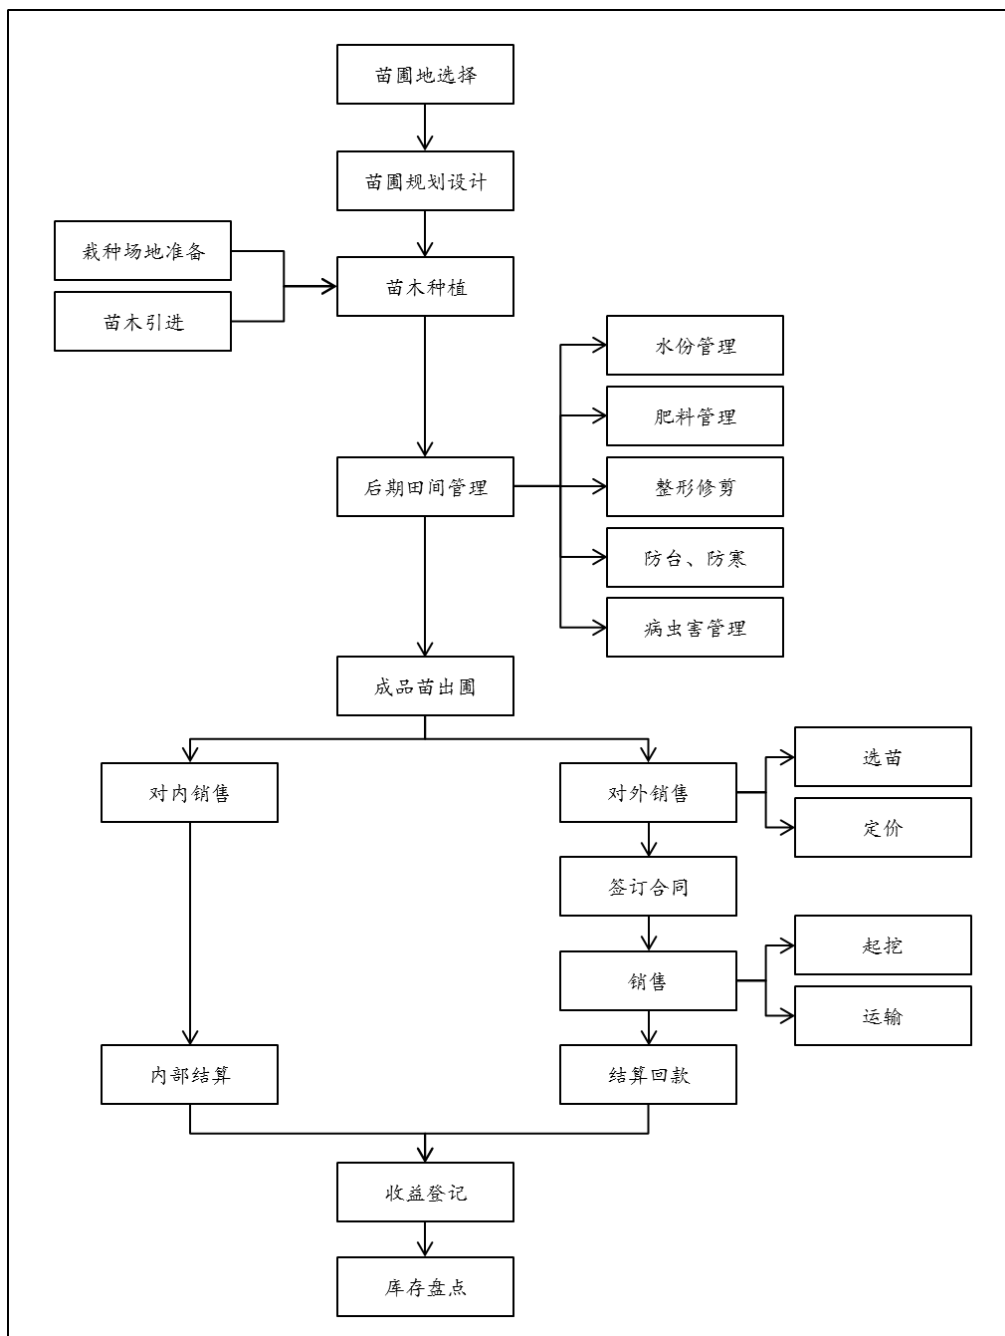 苗圃地选择
苗圃规划设计
栽种场地准备
苗木引进
苗木种植
水份管理
肥料管理
后期田间管理
整形修剪
防台、防寒
病虫害管理
成品苗出圃
对内销售
对外销售
选苗
定价
签订合同
销售
起挖
运输
内部结算
结算回款
收益登记
库存盘点